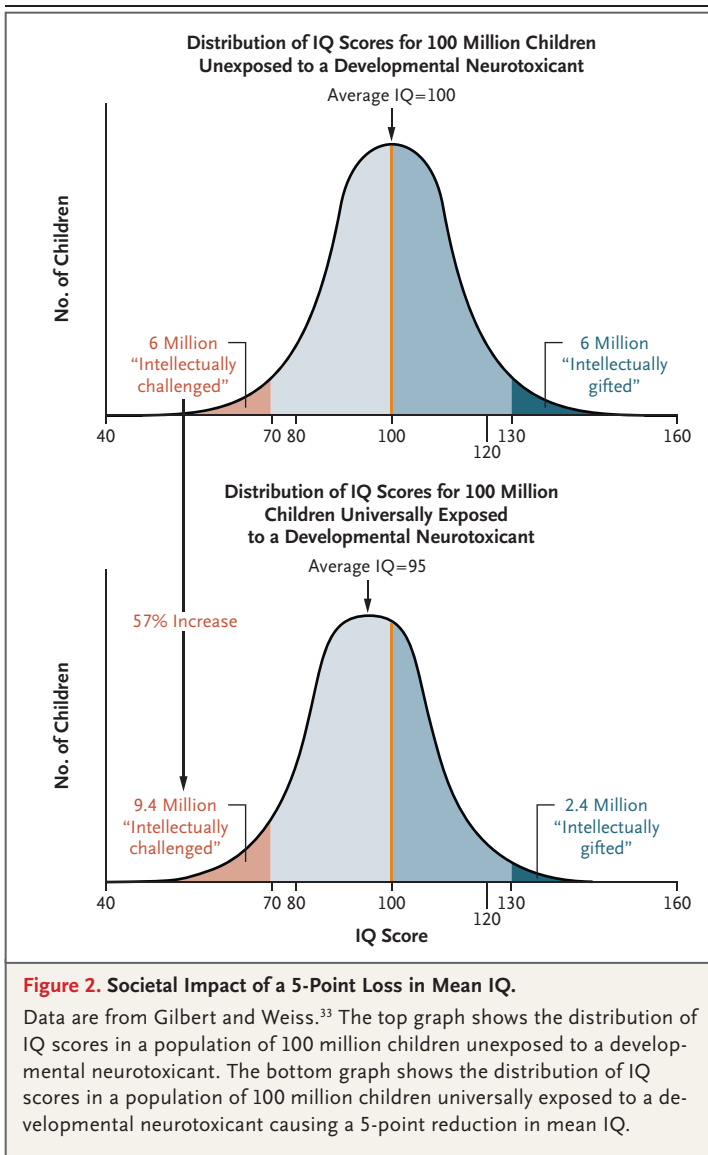 Distribution of IQ Scores for 100 Million Children
Unexposed to a Developmental Neurotoxicant
Average IQ=100
No. of Children
6 Million
“Intellectually
challenged”
6 Million
“Intellectually
gifted”
40
70
80
100
120
130
160
Distribution of IQ Scores for 100 Million
Children Universally Exposed
to a Developmental Neurotoxicant
Average IQ=95
57% Increase
No. of Children
9.4 Million
“Intellectually
challenged”
2.4 Million
“Intellectually
gifted”
40
70
80
100
120
130
160
IQ Score
Figure 2. Societal Impact of a 5-Point Loss in Mean IQ.
Data are from Gilbert and Weiss.³³ The top graph shows the distribution of
IQ scores in a population of 100 million children unexposed to a develop-
mental neurotoxicant. The bottom graph shows the distribution of IQ
scores in a population of 100 million children universally exposed to a de-
velopmental neurotoxicant causing a 5-point reduction in mean IQ.